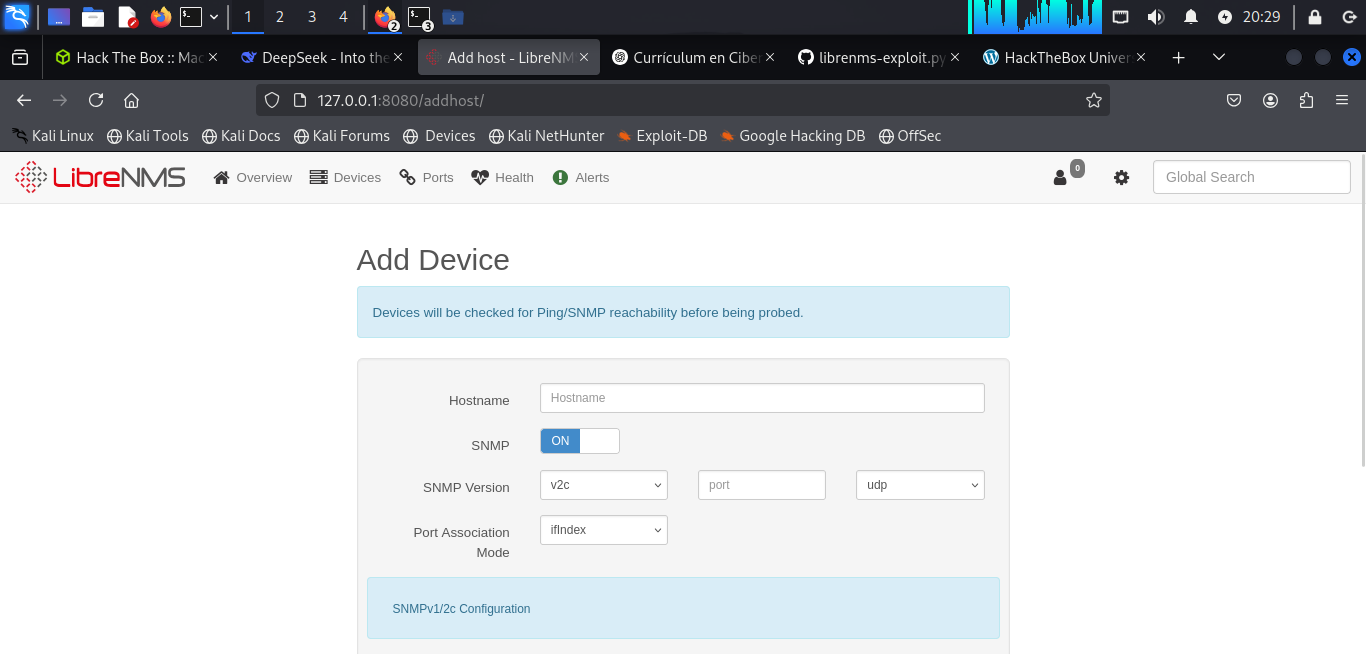 1 2 3 4 2 3 20:29
Hack The Box :: Mac DeepSeek - Into the Add host - LibreNM Currículum en Ciber librenms-exploit.py HackTheBox Univers
127.0.0.1:8080/addhost/
Kali Linux Kali Tools Kali Docs Kali Forums Devices Kali NetHunter Exploit-DB Google Hacking DB OffSec
LibreNMS Overview Devices Ports Health Alerts 0 Global Search
Add Device
Devices will be checked for Ping/SNMP reachability before being probed.
Hostname Hostname
SNMP ON
SNMP Version v2c port udp
Port Association ifIndex
Mode
SNMPv1/2c Configuration